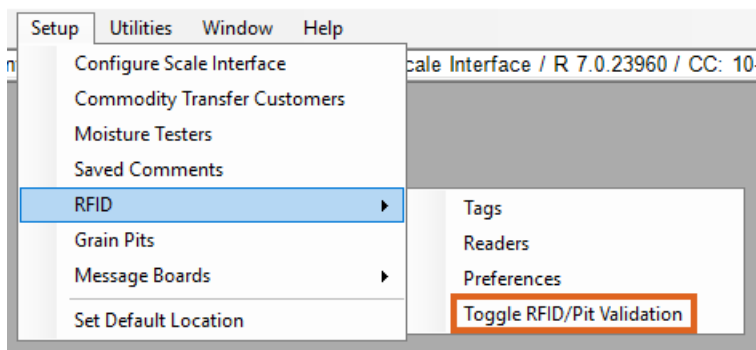 Setup Utilities Window Help
Configure Scale Interface
cale Interface / R 7.0.23960 / CC: 10
Commodity Transfer Customers
Moisture Testers
Saved Comments
RFID
Grain Pits
Message Boards
Set Default Location
Tags
Readers
Preferences
Toggle RFID/Pit Validation